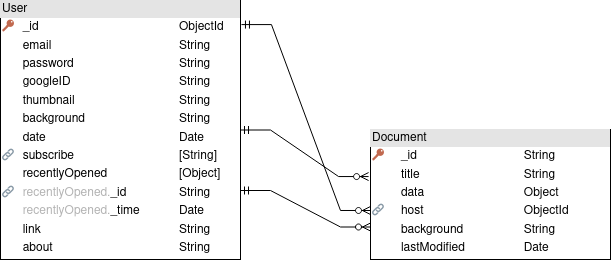 User
_id ObjectId
email String
password String
googleID String
thumbnail String
background String
date Date
subscribe [String]
recentlyOpened [Object]
recentlyOpened._id String
recentlyOpened._time Date
link String
about String
Document
_id String
title String
data Object
host ObjectId
background String
lastModified Date